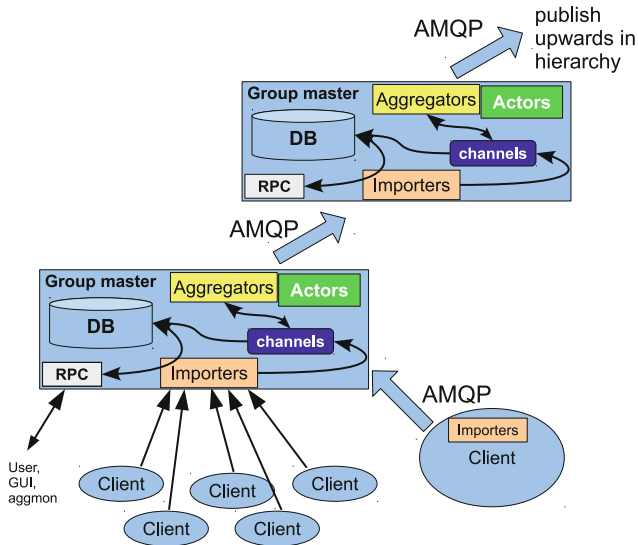 AMQP
publish
upwards in
hierarchy
Group master
Aggregators
Actors
DB
channels
RPC
Importers
AMQP
Group master
Aggregators
Actors
DB
channels
RPC
Importers
AMQP
Importers
Client
User,
GUI,
aggmon
Client
Client
Client
Client
Client